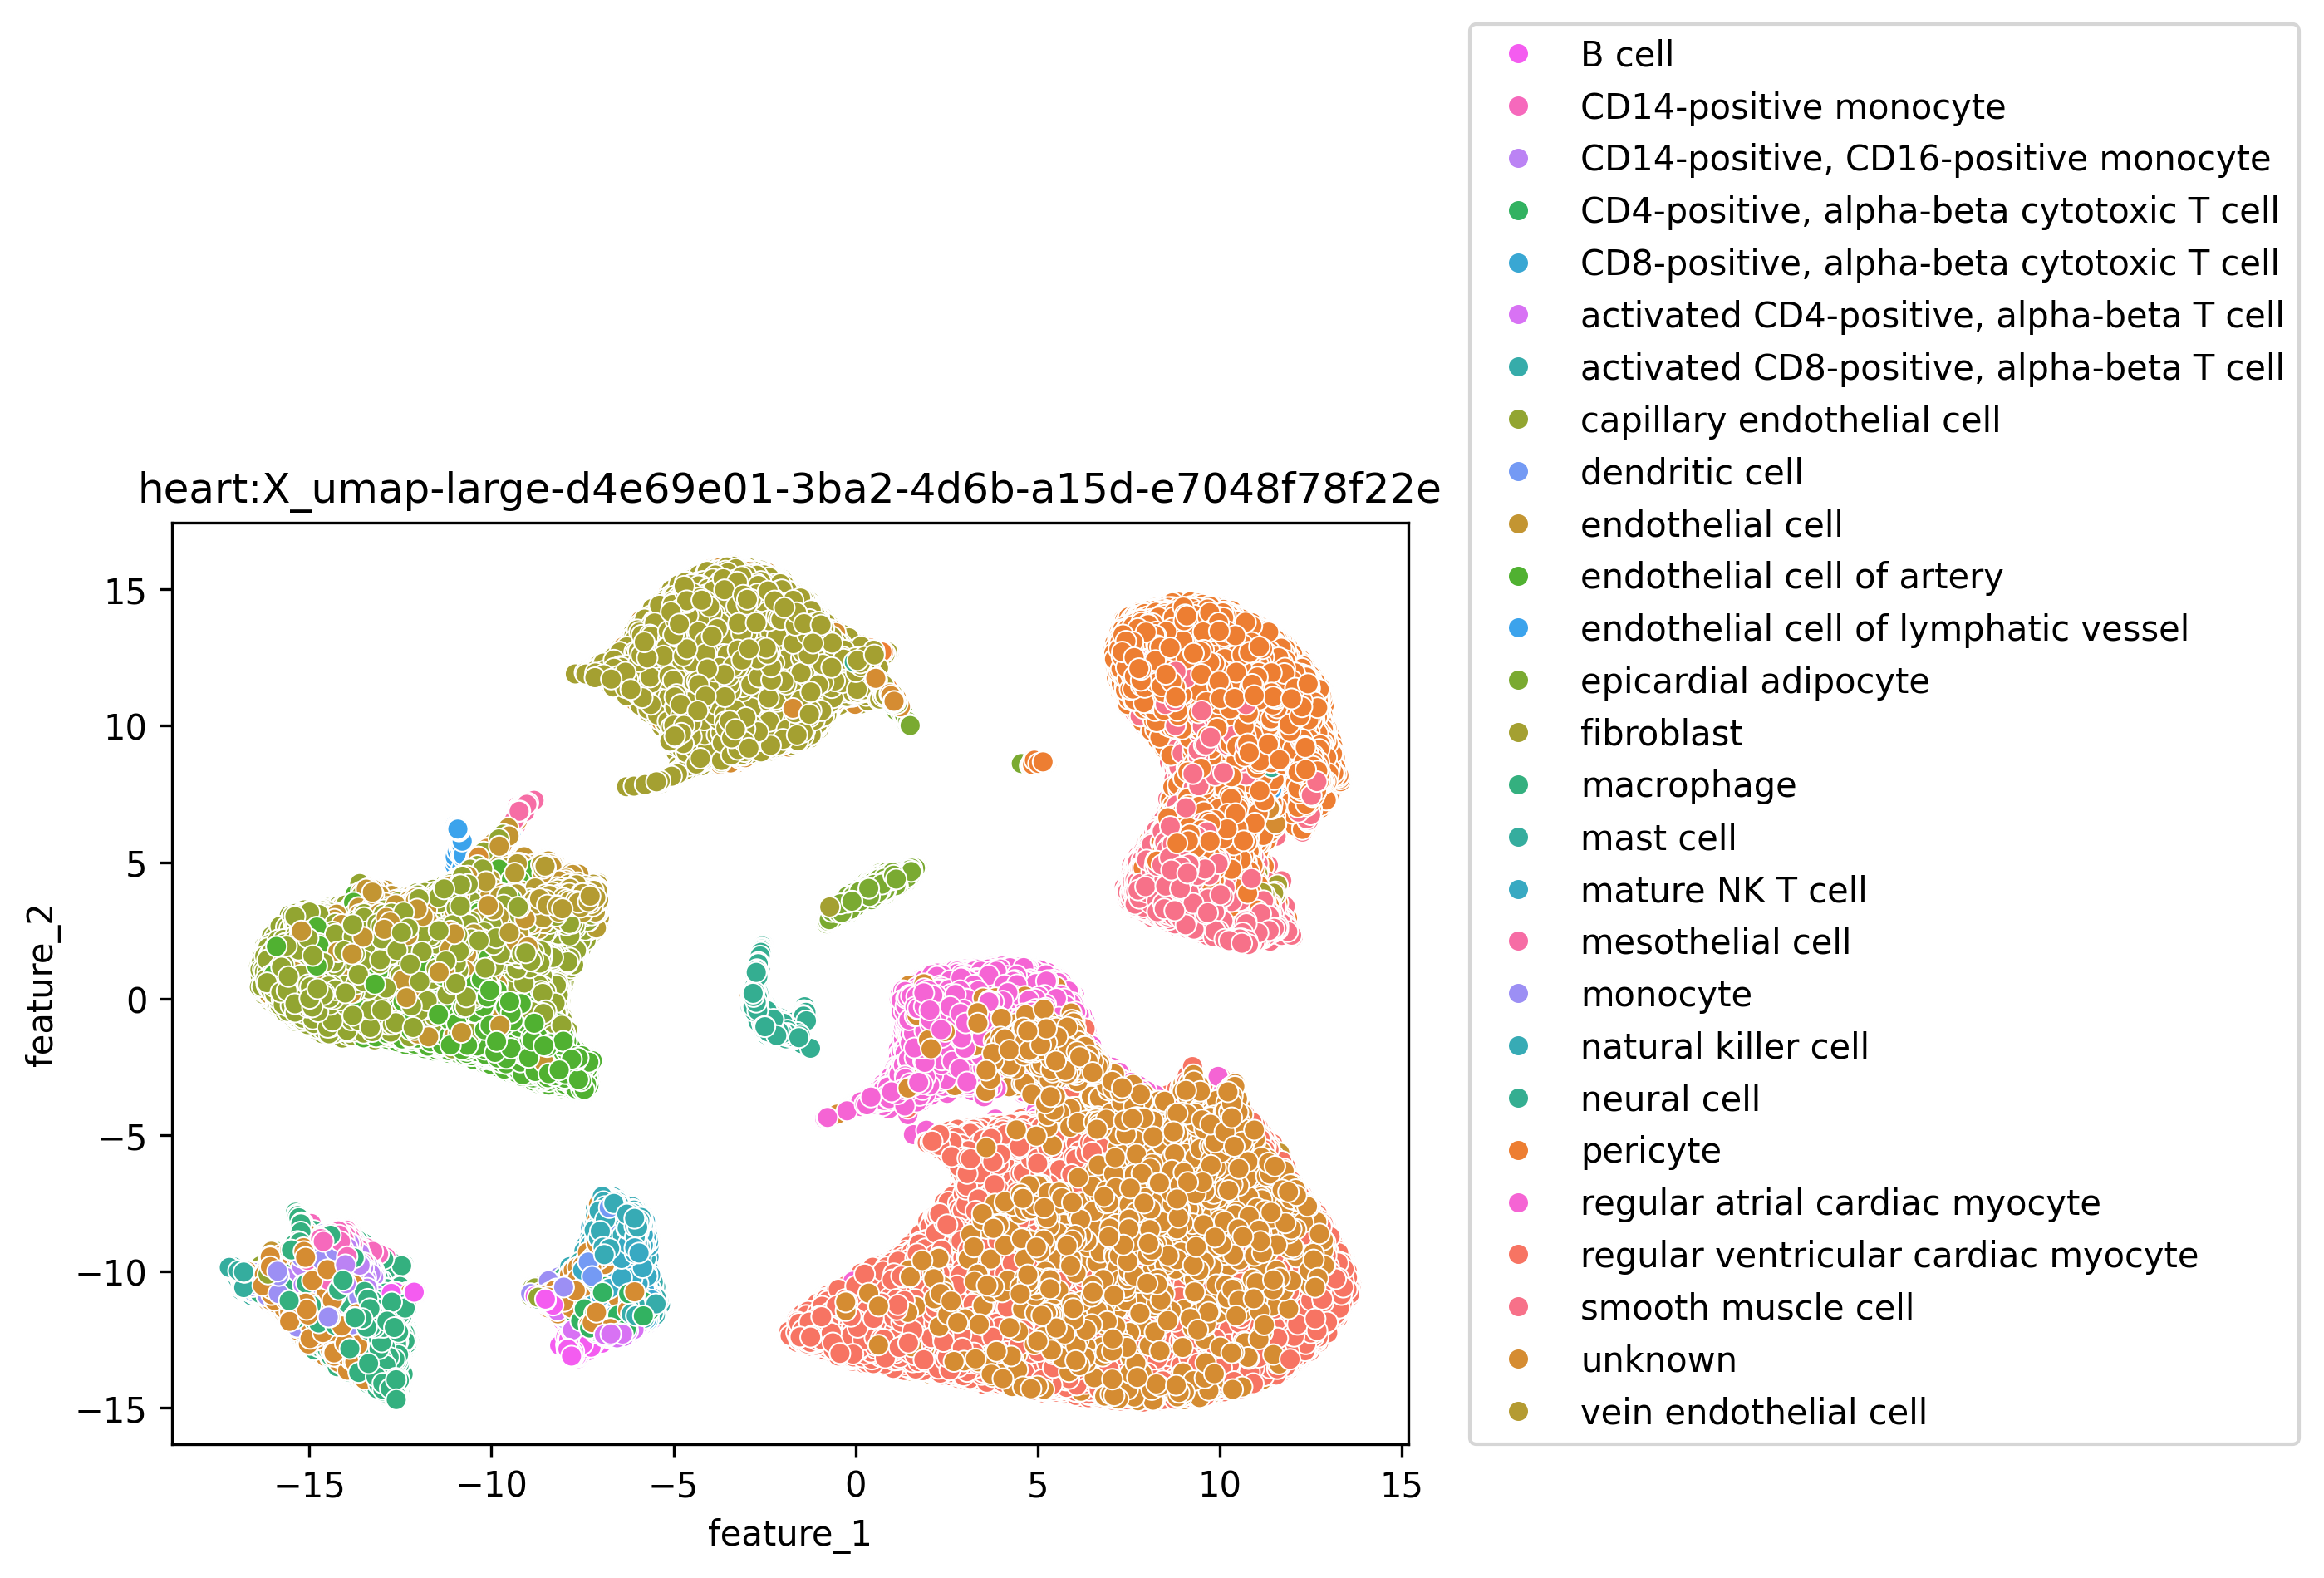 heart:X_umap-large-d4e69e01-3ba2-4d6b-a15d-e7048f78f22e
15
10
5
0
−5
−10
−15
feature_2
−15
−10
−5
0
5
10
15
feature_1
B cell
CD14-positive monocyte
CD14-positive, CD16-positive monocyte
CD4-positive, alpha-beta cytotoxic T cell
CD8-positive, alpha-beta cytotoxic T cell
activated CD4-positive, alpha-beta T cell
activated CD8-positive, alpha-beta T cell
capillary endothelial cell
dendritic cell
endothelial cell
endothelial cell of artery
endothelial cell of lymphatic vessel
epicardial adipocyte
fibroblast
macrophage
mast cell
mature NK T cell
mesothelial cell
monocyte
natural killer cell
neural cell
pericyte
regular atrial cardiac myocyte
regular ventricular cardiac myocyte
smooth muscle cell
unknown
vein endothelial cell